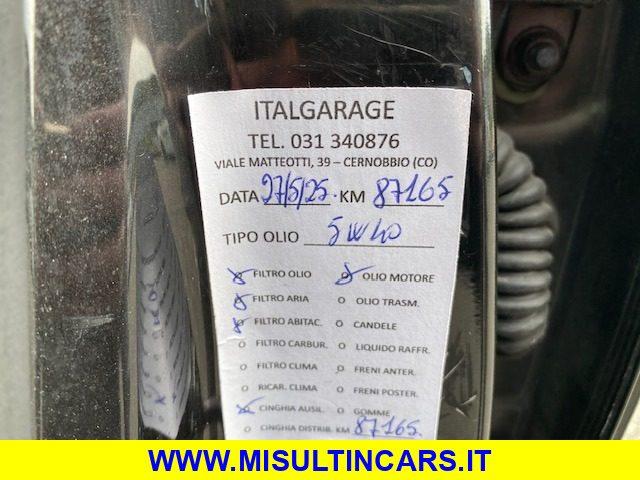 ITALGARAGE
TEL. 031 340876
VIALE MATTEOTTI, 39 – CERNOBBIO (CO)
DATA 27/5/25 KM 87165
TIPO OLIO 5W40
FILTRO OLIO OLIO MOTORE
FILTRO ARIA O OLIO TRASM.
FILTRO ABITAC. O CANDELE
O FILTRO CARBUR. O LIQUIDO RAFFR.
O FILTRO CLIMA O FRENI ANTER.
O RICAR. CLIMA O FRENI POSTER.
CINGHIA AUSIL. O GOMME
O CINGHIA DISTRIB. KM 87165
WWW.MISULTINCARS.IT